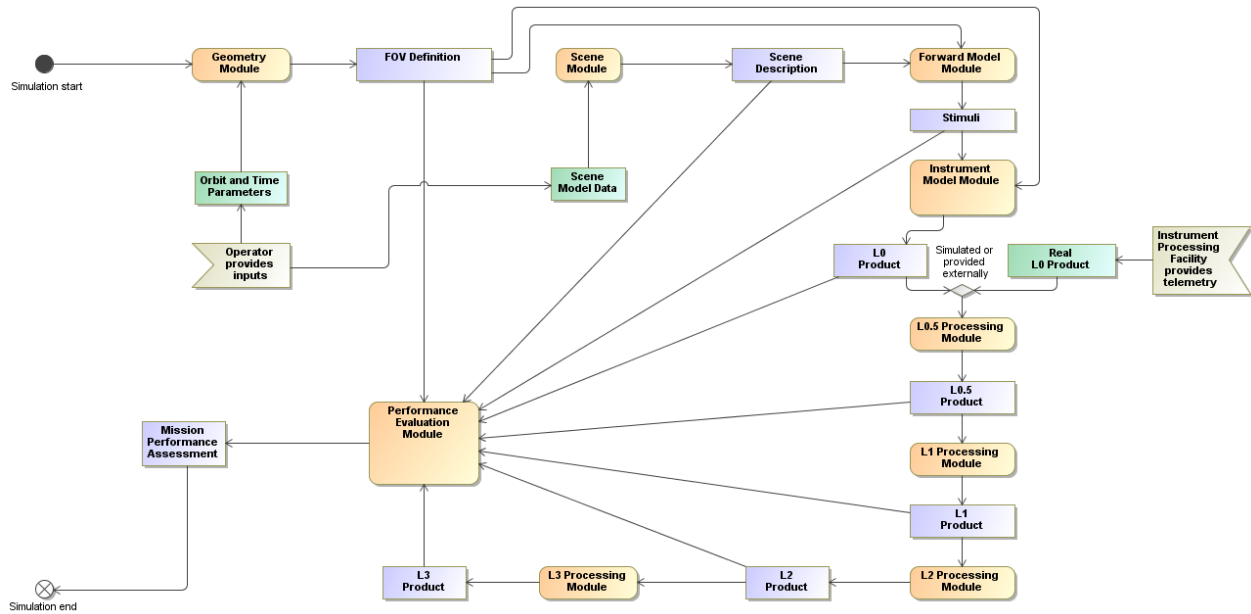 Geometry
Module
FOV Definition
Scene
Module
Scene
Description
Forward Model
Module
Simulation start
Stimuli
Instrument
Model Module
Orbit and Time
Parameters
Scene
Model Data
Operator
provides
inputs
L0
Product
Simulated or
provided
externally
Real
L0 Product
Instrument
Processing
Facility
provides
telemetry
L0.5 Processing
Module
L0.5
Product
Performance
Evaluation
Module
Mission
Performance
Assessment
L1 Processing
Module
L1
Product
L3
Product
L3 Processing
Module
L2
Product
L2 Processing
Module
Simulation end